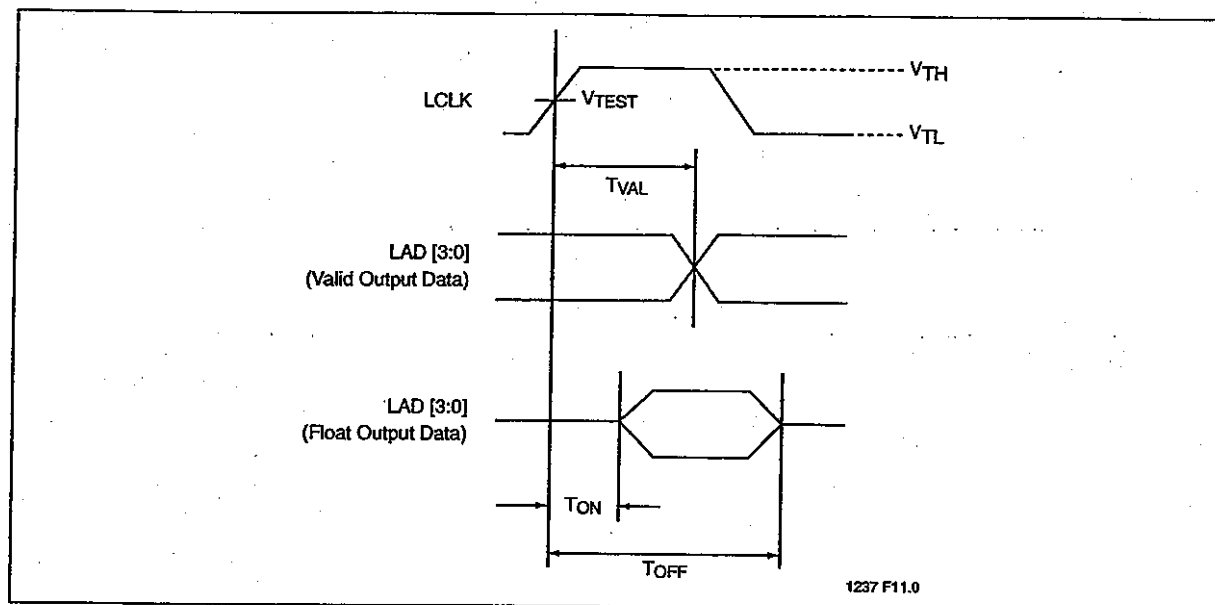 VTH
LCLK
VTEST
VTL
TVAL
LAD [3:0]
(Valid Output Data)
LAD [3:0]
(Float Output Data)
TON
TOFF
1237 F11.0